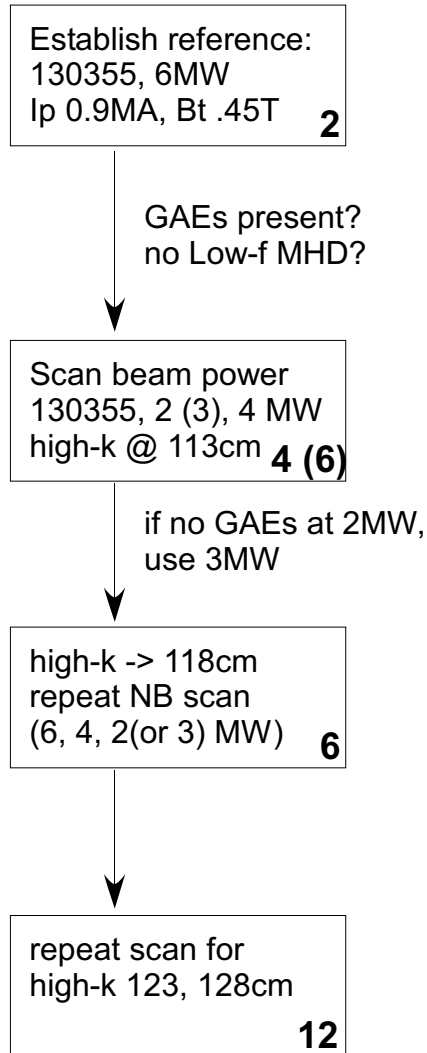 Establish reference:
130355, 6MW
Ip 0.9MA, Bt .45T
2
GAEs present?
no Low-f MHD?
Scan beam power
130355, 2 (3), 4 MW
high-k @ 113cm
4 (6)
if no GAEs at 2MW,
use 3MW
high-k -> 118cm
repeat NB scan
(6, 4, 2(or 3) MW)
6
repeat scan for
high-k 123, 128cm
12